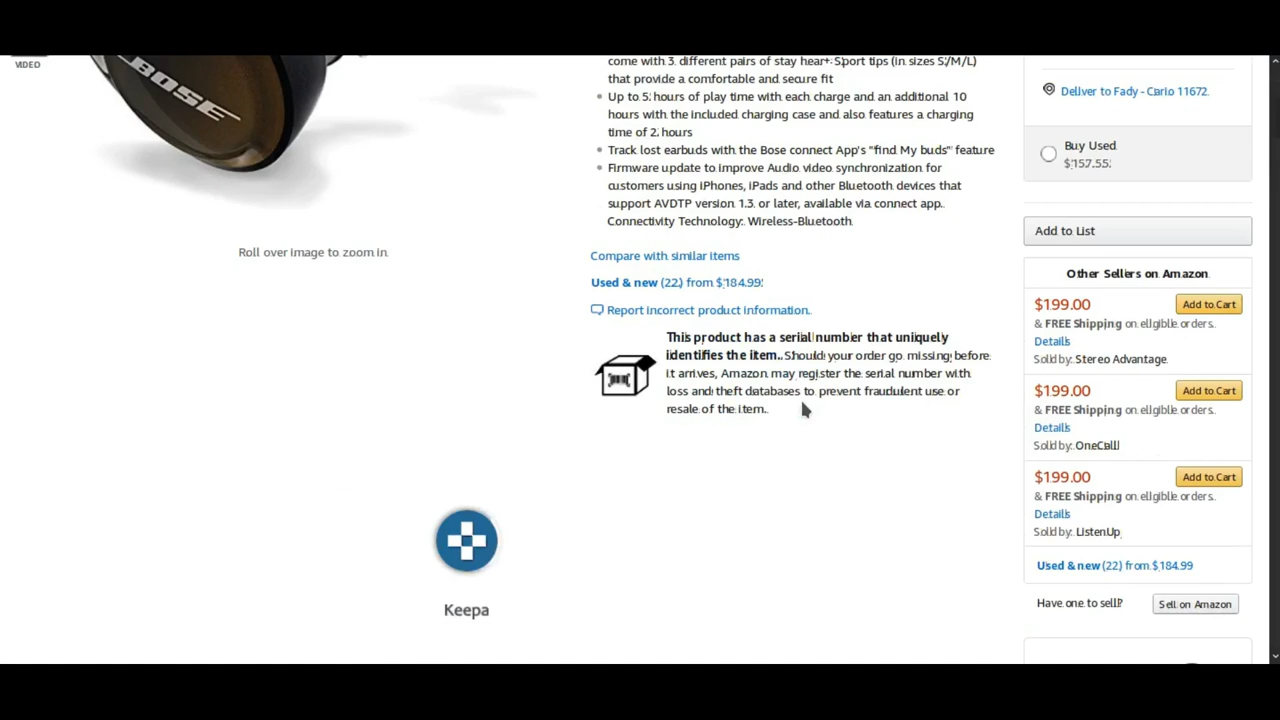 VIDEO
BOSE
Roll over image to zoom in
come with 3 different pairs of stay hear+ Sport tips (in sizes S/M/L)
that provide a comfortable and secure fit
Up to 5 hours of play time with each charge and an additional 10
hours with the included charging case and also features a charging
time of 2 hours
Track lost earbuds with the Bose connect App's "find My buds" feature
Firmware update to improve Audio video synchronization for
customers using iPhones, iPads and other Bluetooth devices that
support AVDTP version 1.3 or later, available via connect app.
Connectivity Technology: Wireless-Bluetooth
Compare with similar items
Used & new (22) from $184.99
Report incorrect product information.
This product has a serial number that uniquely
identifies the item. Should your order go missing before
it arrives, Amazon may register the serial number with
loss and theft databases to prevent fraudulent use or
resale of the item.
Keepa
Deliver to Fady - Cario 11672
Buy Used
$157.55
Add to List
Other Sellers on Amazon
$199.00 Add to Cart
& FREE Shipping on eligible orders.
Details
Sold by: Stereo Advantage
$199.00 Add to Cart
& FREE Shipping on eligible orders.
Details
Sold by: OneCall
$199.00 Add to Cart
& FREE Shipping on eligible orders.
Details
Sold by: ListenUp
Used & new (22) from $184.99
Have one to sell? Sell on Amazon